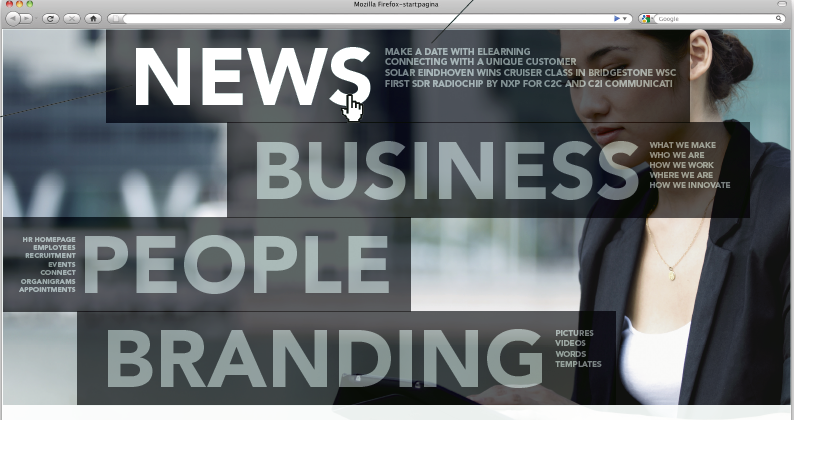 Mozilla Firefox-startpagina
Google
NEWS
MAKE A DATE WITH ELEARNING
CONNECTING WITH A UNIQUE CUSTOMER
SOLAR EINDHOVEN WINS CRUISER CLASS IN BRIDGESTONE WSC
FIRST SDR RADIOCHIP BY NXP FOR C2C AND C2I COMMUNICATI
BUSINESS
WHAT WE MAKE
WHO WE ARE
HOW WE WORK
WHERE WE ARE
HOW WE INNOVATE
HR HOMEPAGE
EMPLOYEES
RECRUITMENT
EVENTS
CONNECT
ORGANIGRAMS
APPOINTMENTS
PEOPLE
BRANDING
PICTURES
VIDEOS
WORDS
TEMPLATES